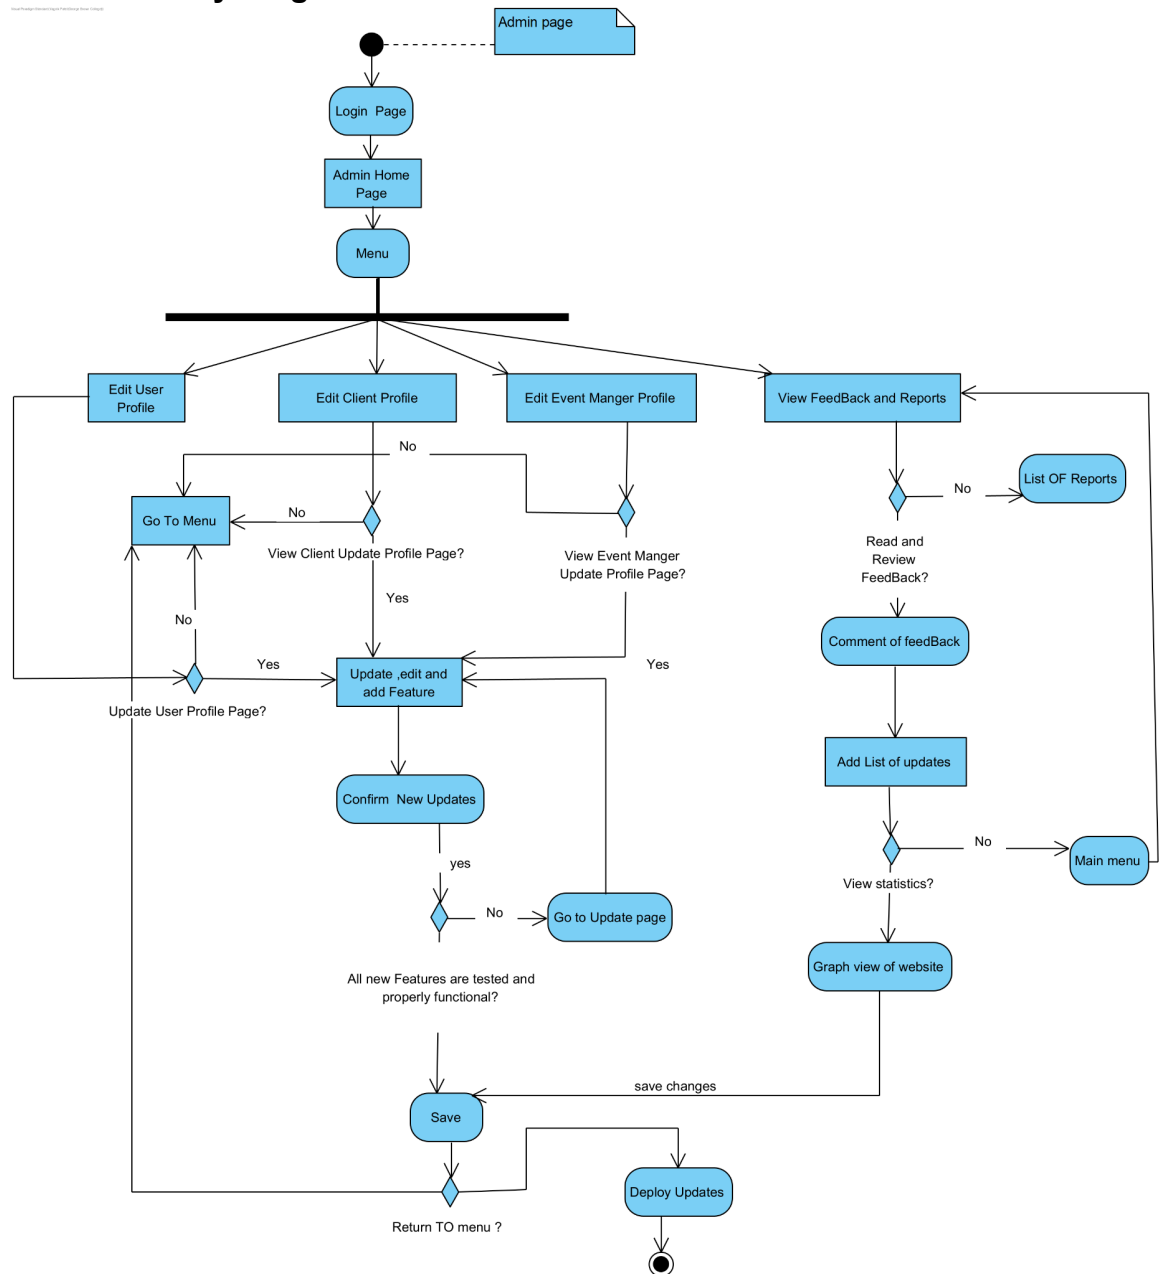 Admin page
Login  Page
Admin Home
Page
Menu
Edit User
Profile
Edit Client Profile
Edit Event Manger Profile
View FeedBack and Reports
No
List OF Reports
No
Go To Menu
No
View Client Update Profile Page?
View Event Manger
Update Profile Page?
Read and
Review
FeedBack?
Yes
No
Comment of feedBack
Yes
Yes
Update ,edit and
add Feature
Update User Profile Page?
Add List of updates
Confirm  New Updates
No
Main menu
yes
View statistics?
No
Go to Update page
Graph view of website
All new Features are tested and
properly functional?
save changes
Save
Deploy Updates
Return TO menu ?